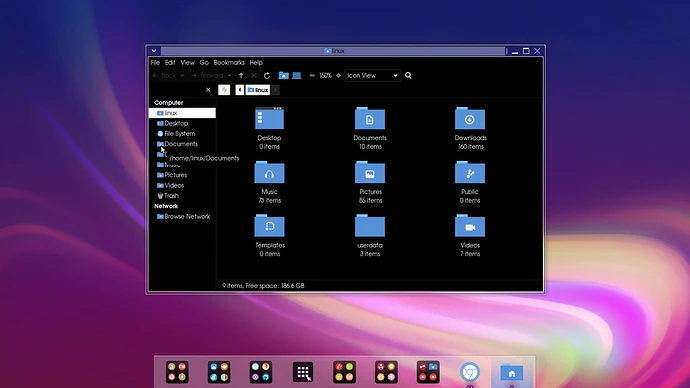 linux
File Edit View Go Bookmarks Help
Back Forward 150% Icon View
linux
Computer
linux
Desktop
File System
Documents
/home/linux/Documents
Music
Pictures
Videos
Trash
Network
Browse Network
Desktop
0 items
Documents
10 items
Downloads
160 items
Music
73 items
Pictures
85 items
Public
0 items
Templates
0 items
userdata
3 items
Videos
7 items
9 items, Free space: 186.6 GB